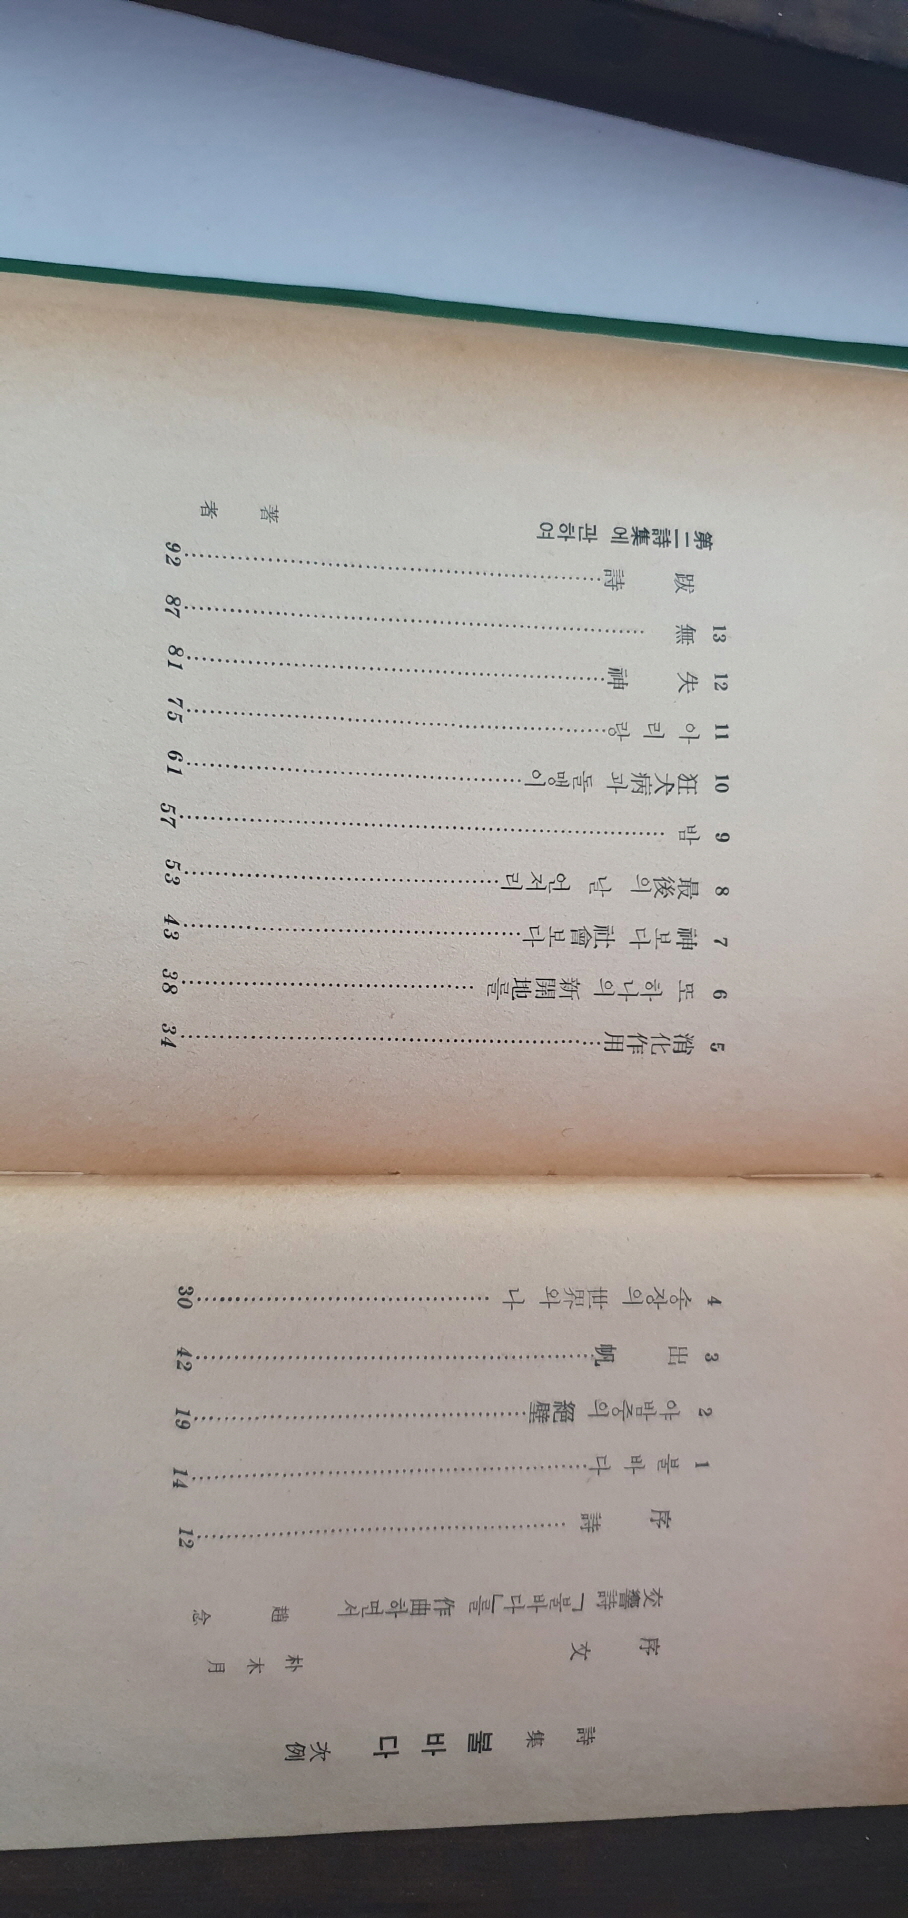 詩集 불바다 次例
序文 朴木月
交響詩「불바다」를 作曲하면서 趙念
序詩 12
1 불바다 14
2 야밤중의 絕壁 19
3 出帆 42
4 송장의 世界와 나 30
5 消化作用 34
6 또 하나의 新開地를 38
7 神보다 社會보다 43
8 最後의 날 언저리 53
9 밤 57
10 狂犬病과 돌맹이 61
11 아리랑 75
12 失神 81
13 無 87
跋詩 92
第二詩集에 관하여 著者